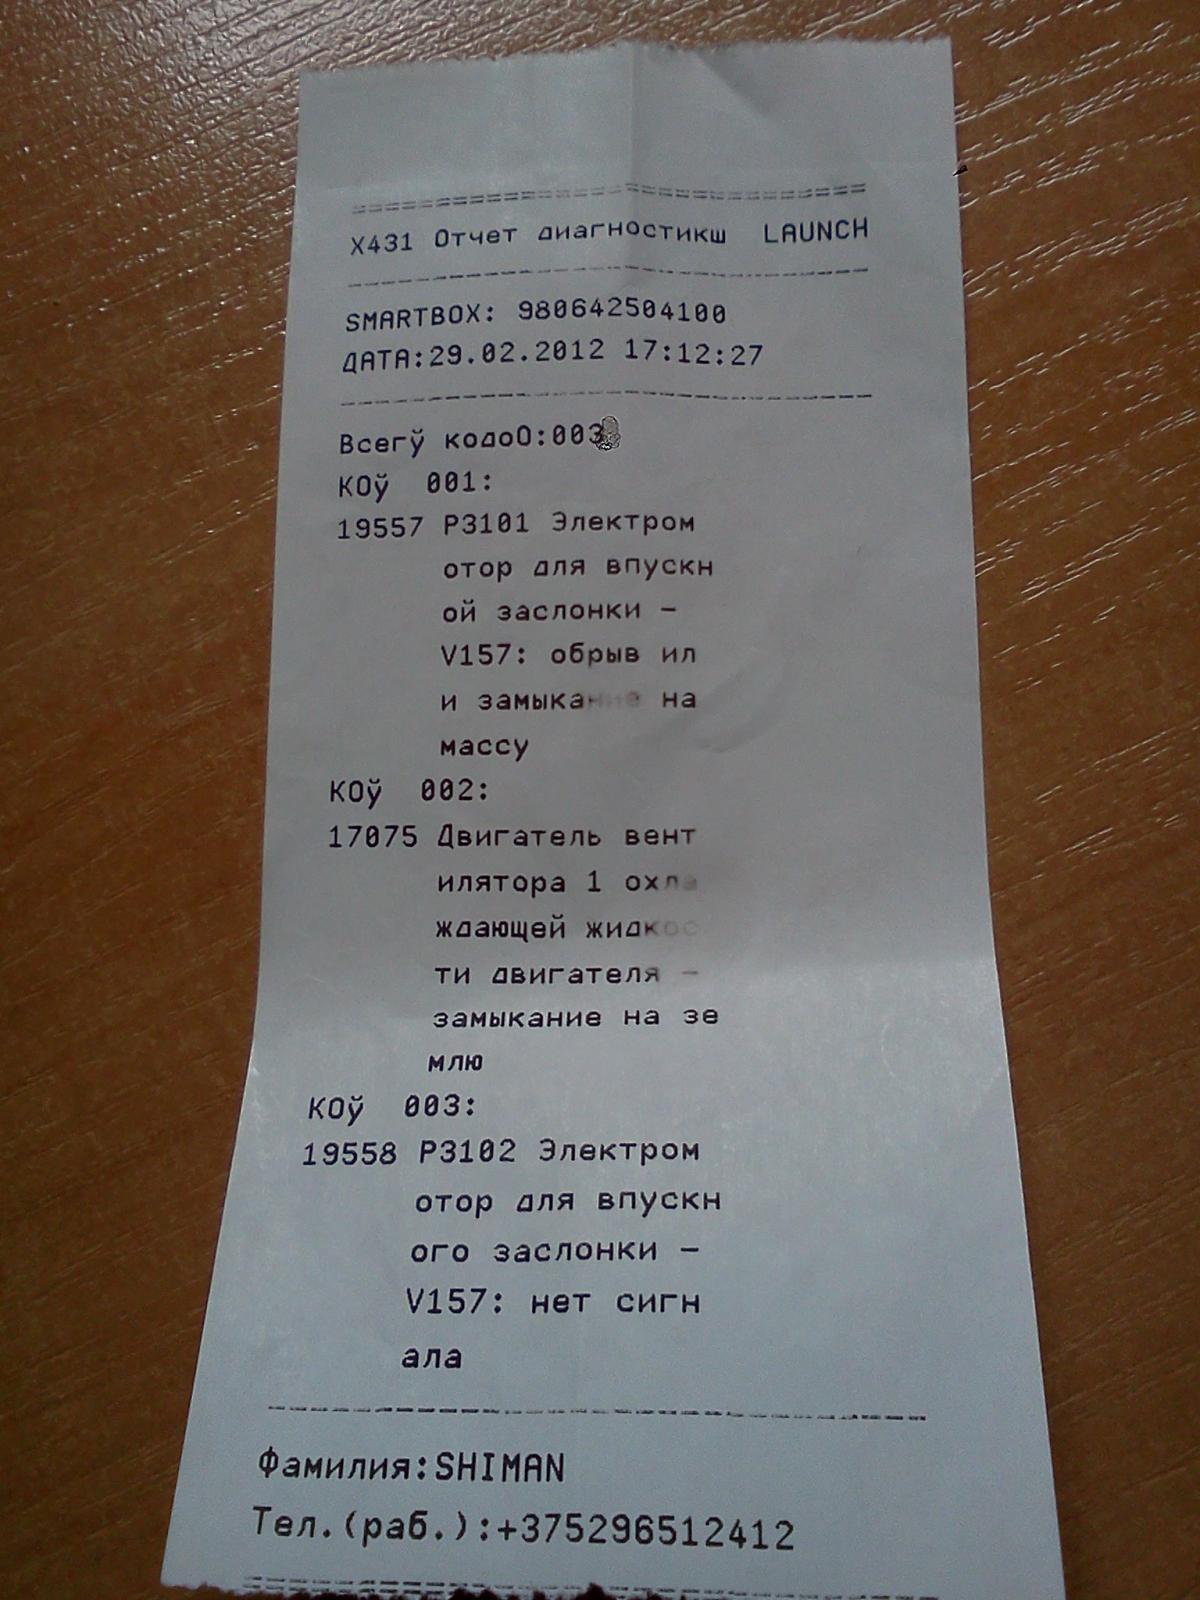 X431 Отчет диагностикш LAUNCH
SMARTBOX: 980642504100
ДАТА:29.02.2012 17:12:27
Всегў кодоО:003
КОў 001:
19557 P3101 Электром
отор для впускн
ой заслонки –
V157: обрыв ил
и замыкание на
массу
КОў 002:
17075 Двигатель вент
илятора 1 охла
ждающей жидкос
ти двигателя –
замыкание на зе
млю
КОў 003:
19558 P3102 Электром
отор для впускн
ого заслонки –
V157: нет сигн
ала
Фамилия:SHIMAN
Тел.(раб.):+375296512412